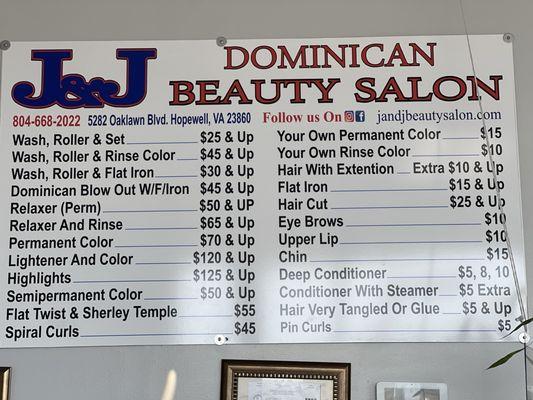 J&J DOMINICAN
BEAUTY SALON
804-668-2022 5282 Oaklawn Blvd. Hopewell, VA 23860 Follow us On jandjbeautysalon.com
Wash, Roller & Set $25 & Up
Wash, Roller & Rinse Color $45 & Up
Wash, Roller & Flat Iron $30 & Up
Dominican Blow Out W/F/Iron $45 & Up
Relaxer (Perm) $50 & UP
Relaxer And Rinse $65 & Up
Permanent Color $70 & Up
Lightener And Color $120 & Up
Highlights $125 & Up
Semipermanent Color $50 & Up
Flat Twist & Sherley Temple $55
Spiral Curls $45
Your Own Permanent Color $15
Your Own Rinse Color $10
Hair With Extention Extra $10 & Up
Flat Iron $15 & Up
Hair Cut $25 & Up
Eye Brows $10
Upper Lip $10
Chin $15
Deep Conditioner $5, 8, 10
Conditioner With Steamer $5 Extra
Hair Very Tangled Or Glue $5 & Up
Pin Curls $5